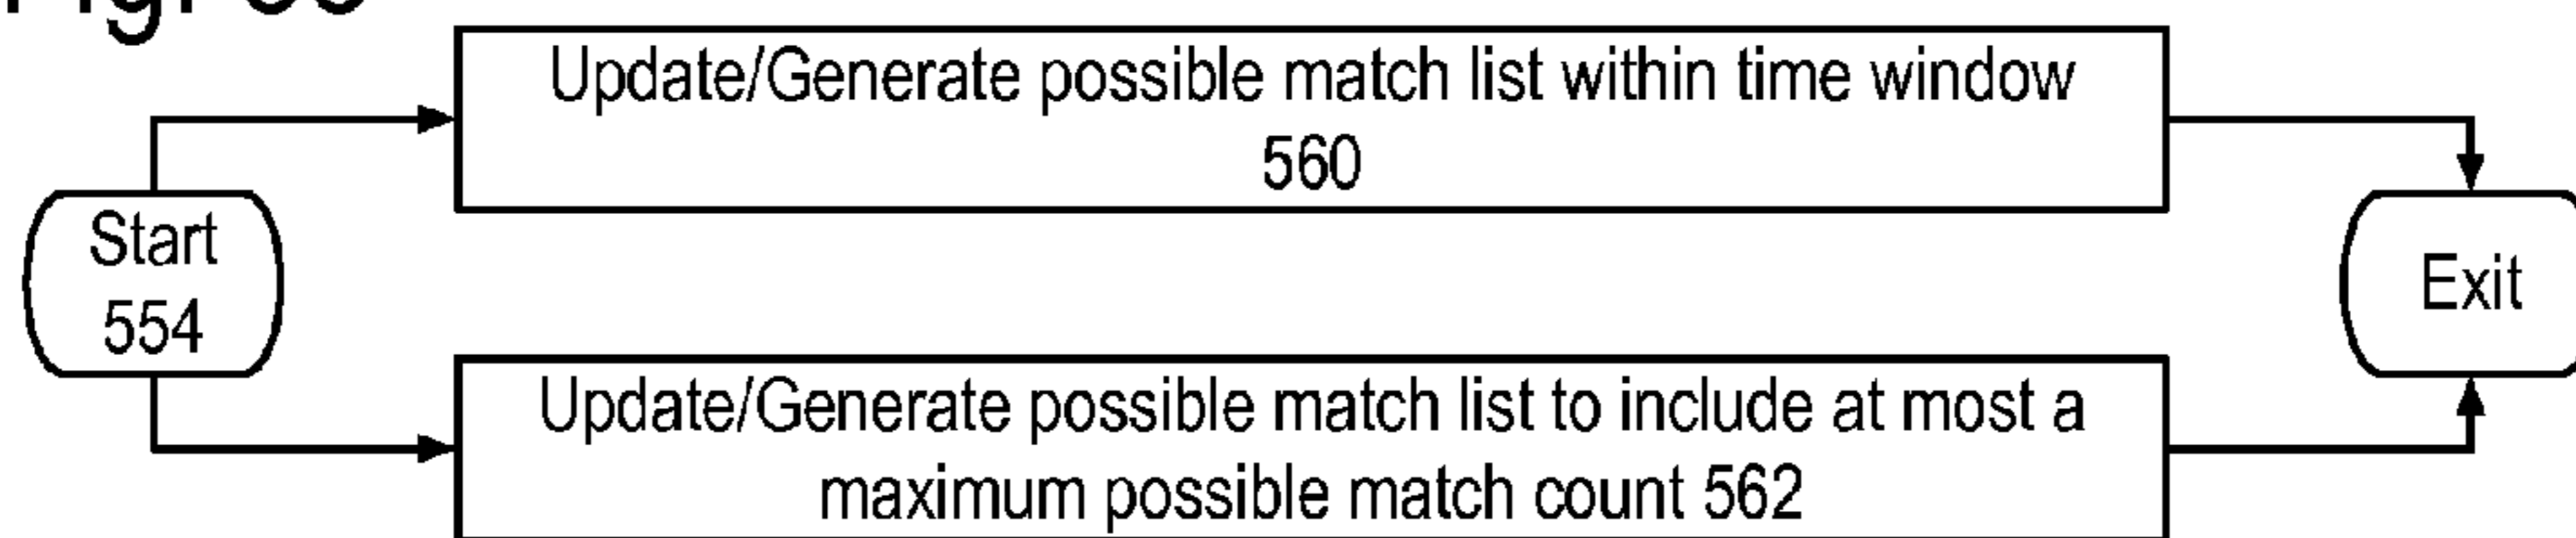 Update/Generate possible match list within time window
560
Start
554
Exit
Update/Generate possible match list to include at most a
maximum possible match count 562